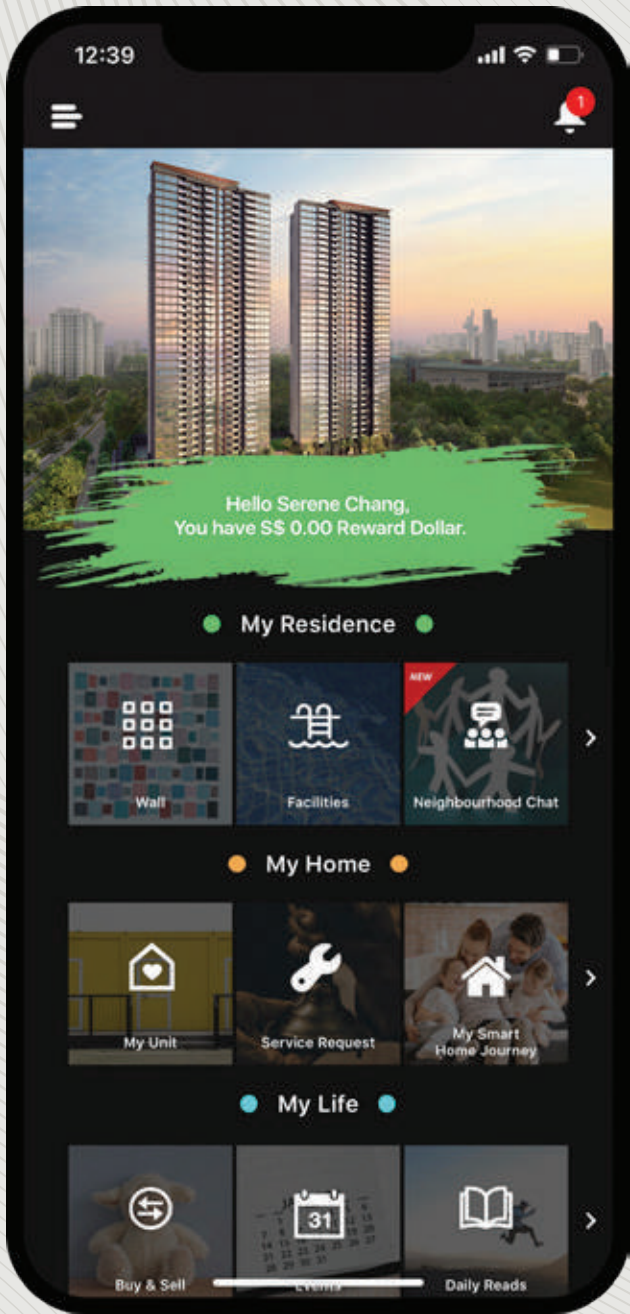 12:39
1
Hello Serene Chang,
You have S$ 0.00 Reward Dollar.
My Residence
NEW
Wall
Facilities
Neighbourhood Chat
My Home
My Unit
Service Request
My Smart
Home Journey
My Life
31
Buy & Sell
Events
Daily Reads